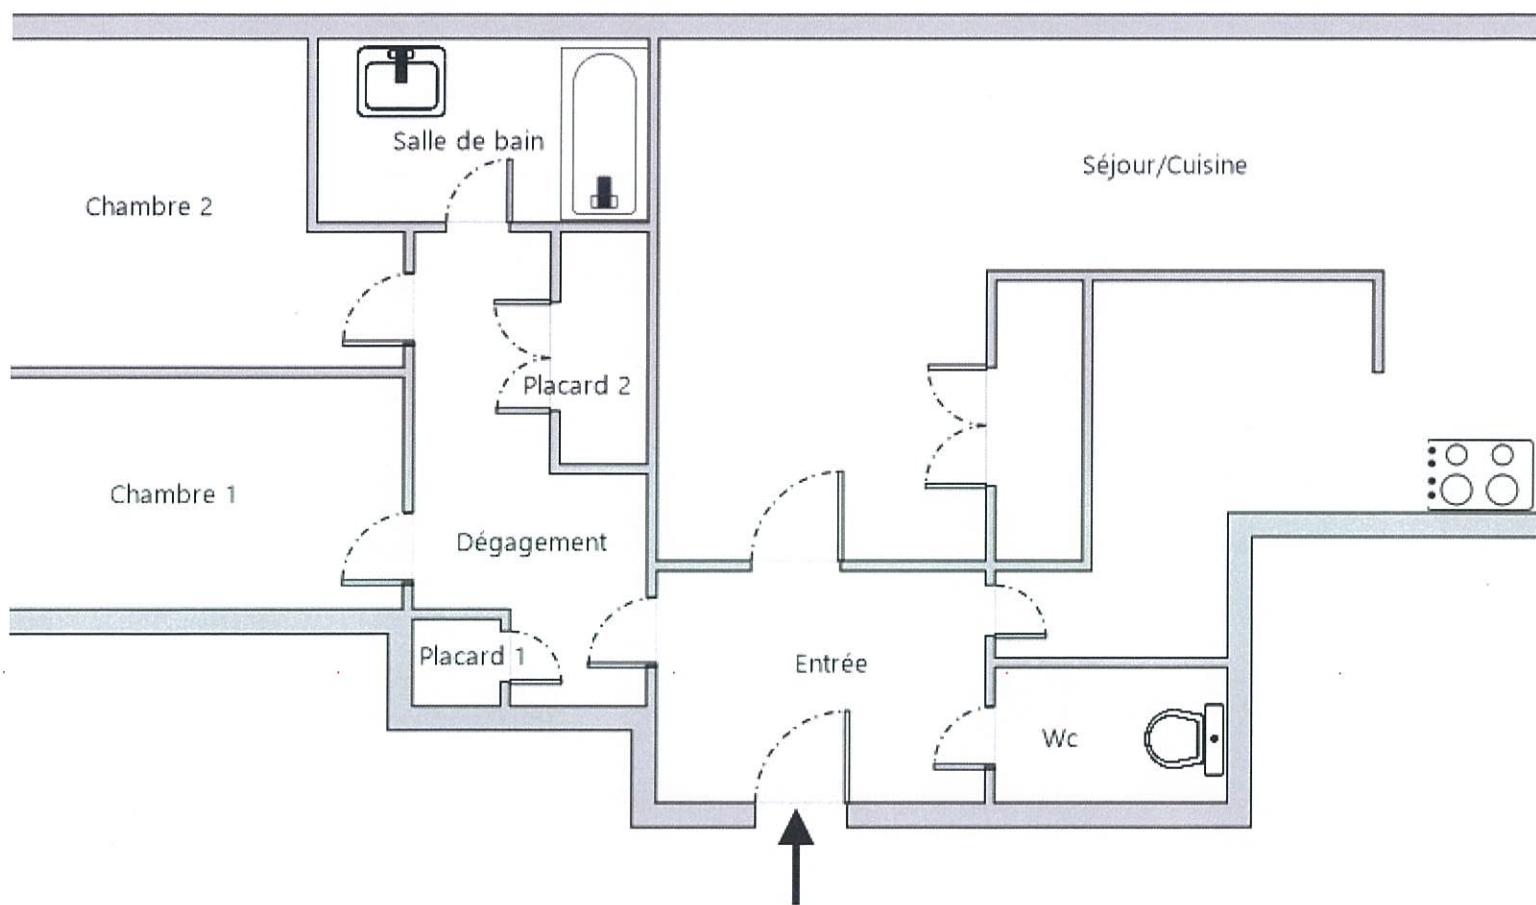 Salle de bain
Séjour/Cuisine
Chambre 2
Placard 2
Chambre 1
Dégagement
Placard 1
Entrée
Wc